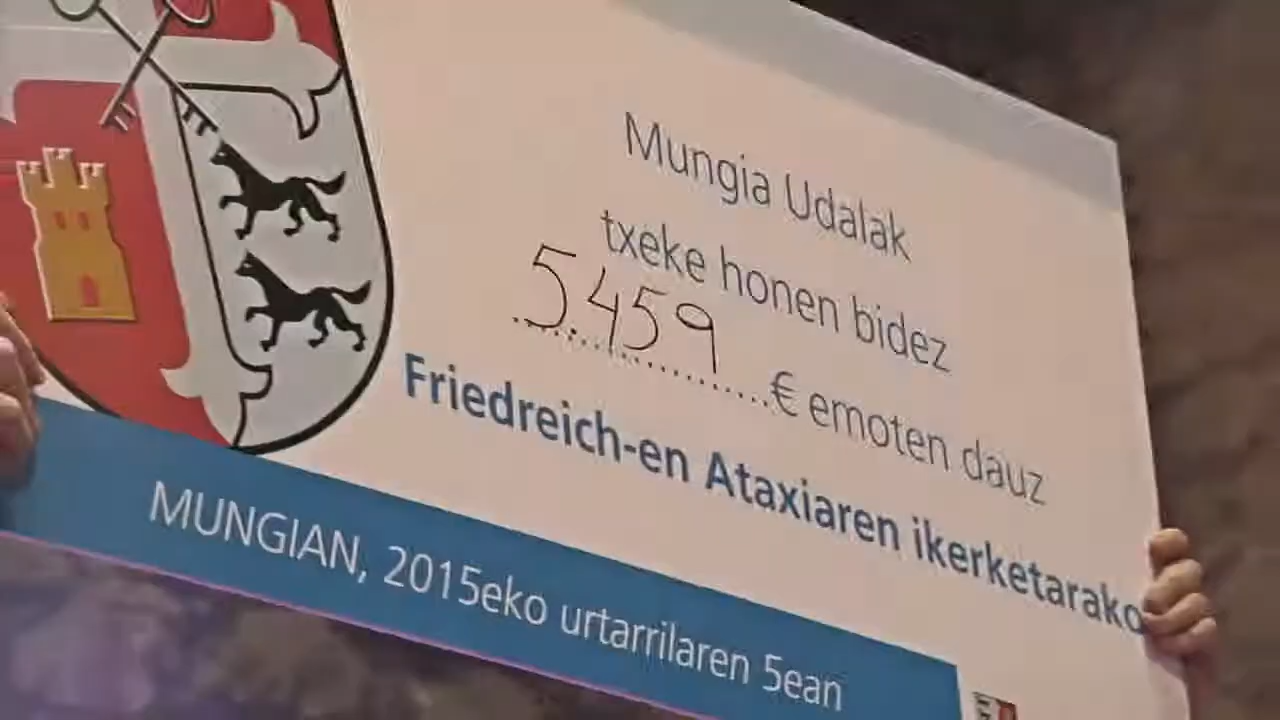 Mungia Udalak
txeke honen bidez
5.459 € emoten dauz
Friedreich-en Ataxiaren ikerketarako
MUNGIAN, 2015eko urtarrilaren 5ean